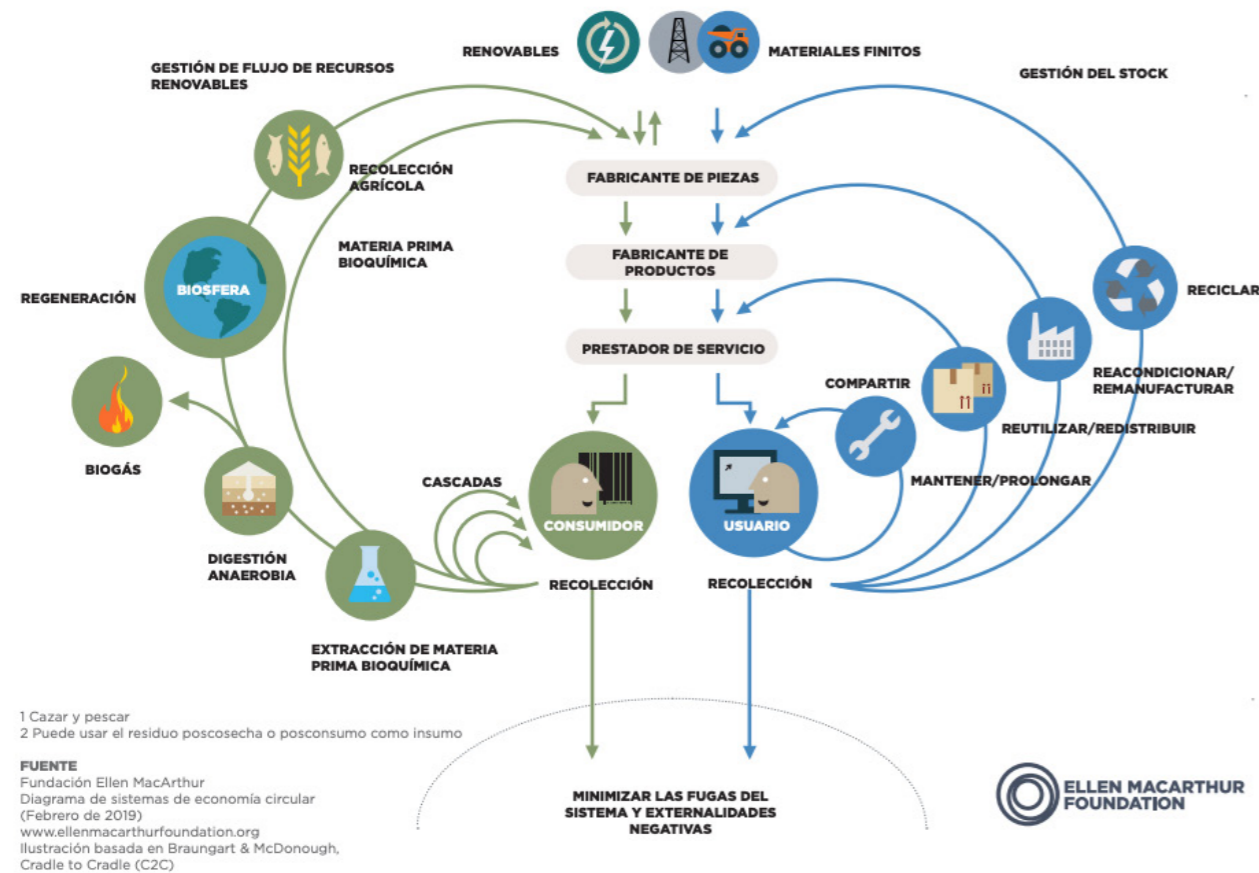 RENOVABLES
MATERIALES FINITOS
GESTIÓN DE FLUJO DE RECURSOS
RENOVABLES
GESTIÓN DEL STOCK
RECOLECCIÓN
AGRÍCOLA
FABRICANTE DE PIEZAS
MATERIA PRIMA
BIOQUÍMICA
FABRICANTE DE
PRODUCTOS
REGENERACIÓN
BIOSFERA
RECICLAR
PRESTADOR DE SERVICIO
REACONDICIONAR/
REMANUFACTURAR
COMPARTIR
REUTILIZAR/REDISTRIBUIR
BIOGÁS
CASCADAS
MANTENER/PROLONGAR
CONSUMIDOR
USUARIO
DIGESTIÓN
ANAEROBIA
RECOLECCIÓN
RECOLECCIÓN
EXTRACCIÓN DE MATERIA
PRIMA BIOQUÍMICA
1 Cazar y pescar
2 Puede usar el residuo poscosecha o posconsumo como insumo
FUENTE
Fundación Ellen MacArthur
Diagrama de sistemas de economía circular
(Febrero de 2019)
www.ellenmacarthurfoundation.org
Ilustración basada en Braungart & McDonough,
Cradle to Cradle (C2C)
MINIMIZAR LAS FUGAS DEL
SISTEMA Y EXTERNALIDADES
NEGATIVAS
ELLEN MACARTHUR
FOUNDATION